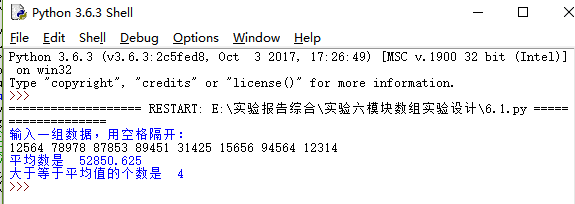 Python 3.6.3 Shell
File Edit Shell Debug Options Window Help
Python 3.6.3 (v3.6.3:2c5fed8, Oct  3 2017, 17:26:49) [MSC v.1900 32 bit (Intel)]
 on win32
Type "copyright", "credits" or "license()" for more information.
>>>
================== RESTART: E:\实验报告综合\实验六模块数组实验设计\6.1.py =====
=============
输入一组数据，用空格隔开：
12564 78978 87853 89451 31425 15656 94564 12314
平均数是  52850.625
大于等于平均值的个数是  4
>>>